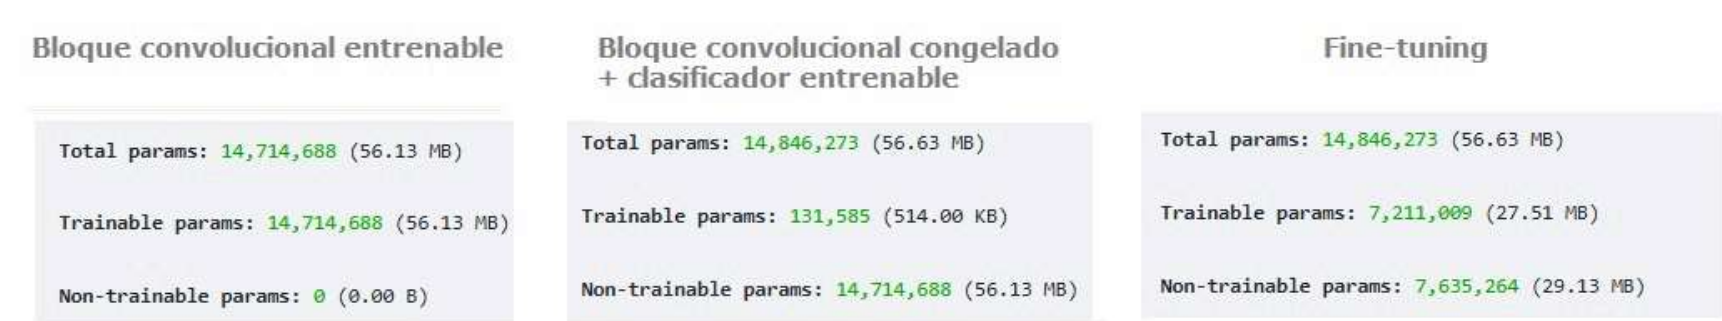 Bloque convolucional entrenable
Total params: 14,714,688 (56.13 MB)
Trainable params: 14,714,688 (56.13 MB)
Non-trainable params: 0 (0.00 B)
Bloque convolucional congelado
+ clasificador entrenable
Total params: 14,846,273 (56.63 MB)
Trainable params: 131,585 (514.00 KB)
Non-trainable params: 14,714,688 (56.13 MB)
Fine-tuning
Total params: 14,846,273 (56.63 MB)
Trainable params: 7,211,009 (27.51 MB)
Non-trainable params: 7,635,264 (29.13 MB)